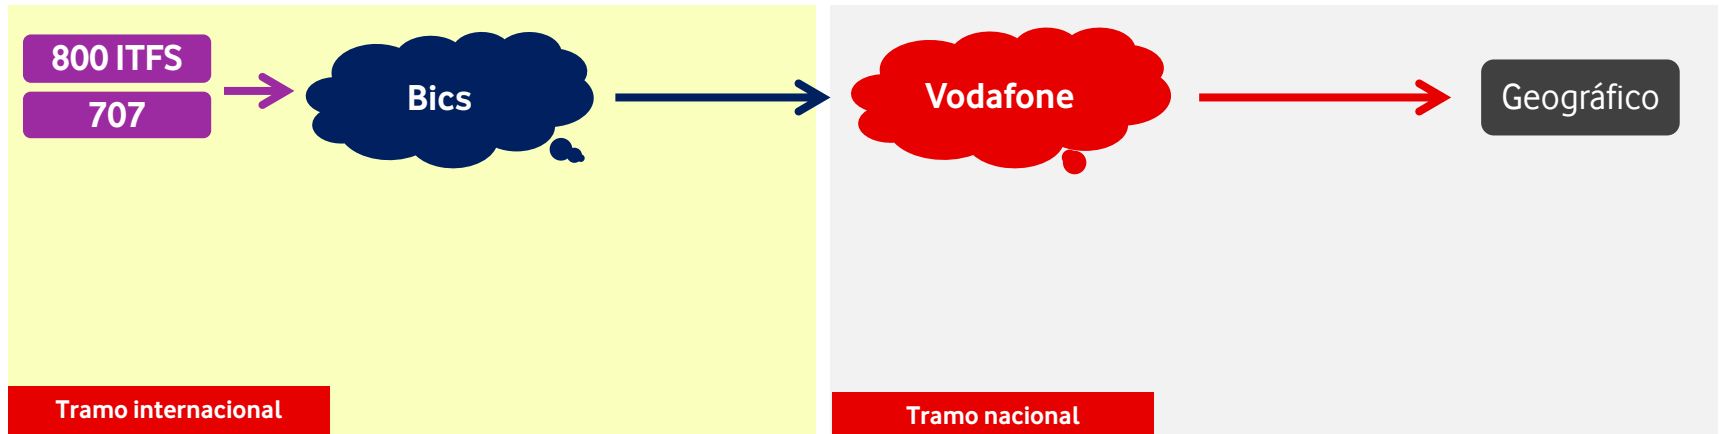 800 ITFS
707
Bics
Vodafone
Geográfico
Tramo internacional
Tramo nacional